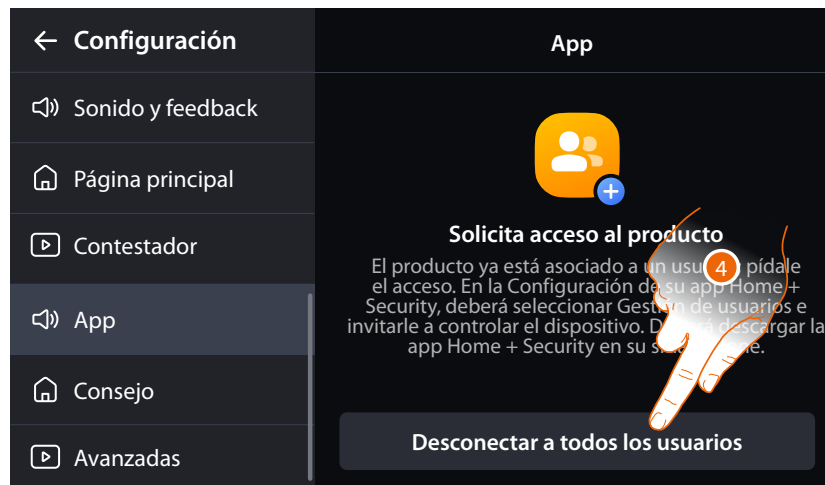 Configuración
Sonido y feedback
Página principal
Contestador
App
Consejo
Avanzadas
App
Solicita acceso al producto
El producto ya está asociado a un 4 pídale
el acceso. En la Configuración de su app Home +
Security, deberá seleccionar Gestión de usuarios e
invitarle a controlar el dispositivo. descargar la
app Home + Security en su
Desconectar a todos los usuarios